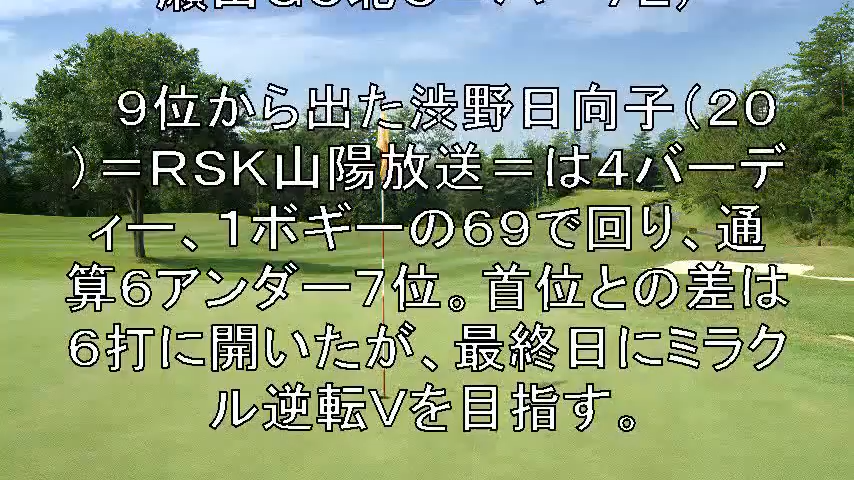 ９位から出た渋野日向子（２０
）＝ＲＳＫ山陽放送＝は４バーデ
ィー、１ボギーの６９で回り、通
算６アンダー７位。首位との差は
６打に開いたが、最終日にミラク
ル逆転Ｖを目指す。